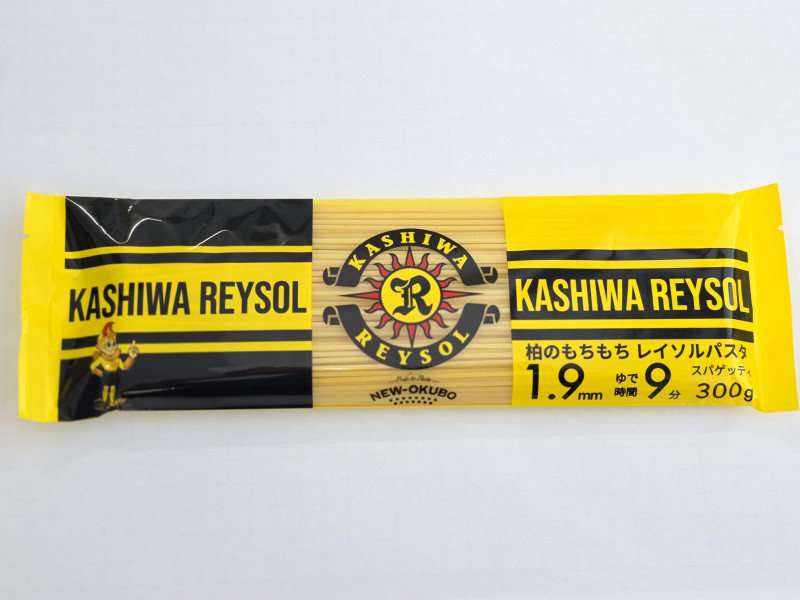 KASHIWA REYSOL
KASHIWA
R
REYSOL
NEW-OKUBO
KASHIWA REYSOL
柏のもちもち レイソルパスタ
1.9mm ゆで時間 9分 スパゲッティ 300g